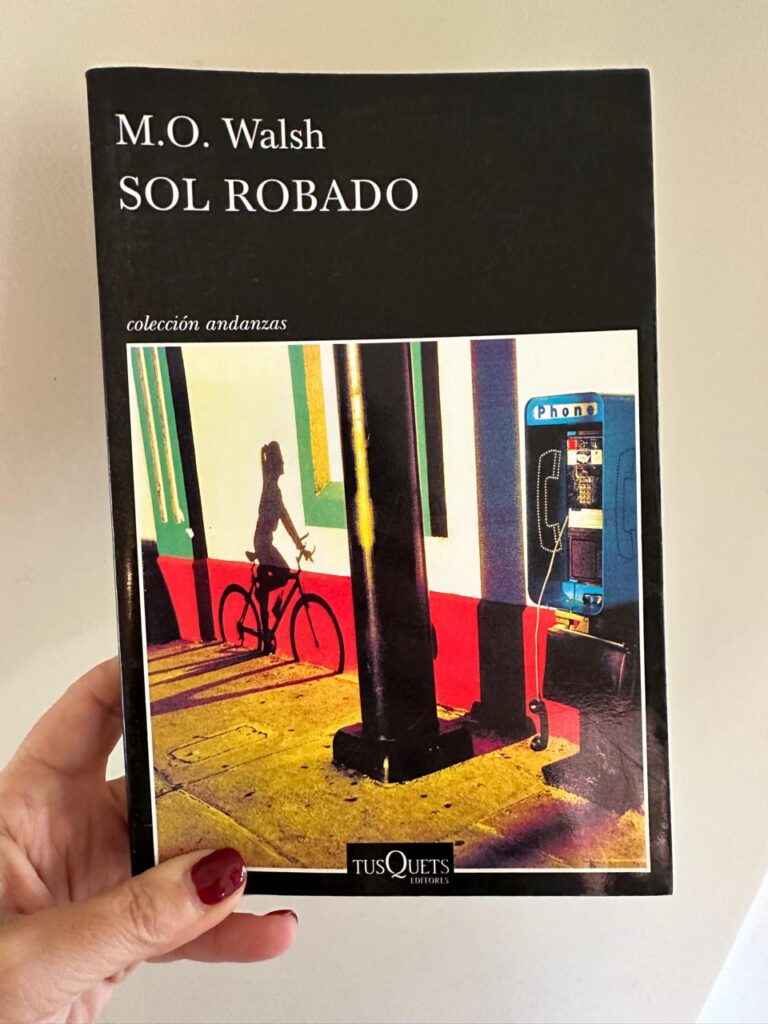 M.O. Walsh
SOL ROBADO
colección andanzas
Phone
TUSQUETS
EDITORES